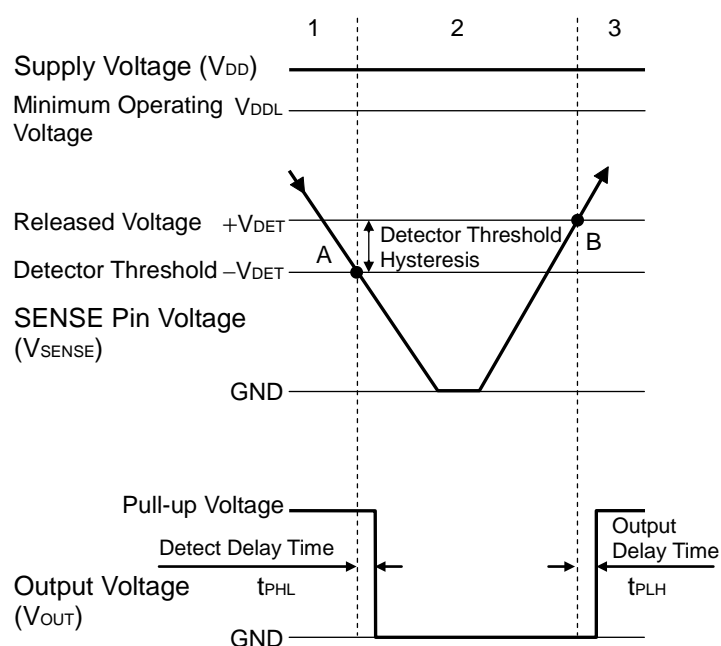 1 2 3
Supply Voltage (VDD)
Minimum Operating VDDL
Voltage
Released Voltage +VDET
A
Detector Threshold
Hysteresis
B
Detector Threshold −VDET
SENSE Pin Voltage
(VSENSE)
GND
Pull-up Voltage
Detect Delay Time
tPHL
Output
Delay Time
tPLH
Output Voltage
(VOUT)
GND